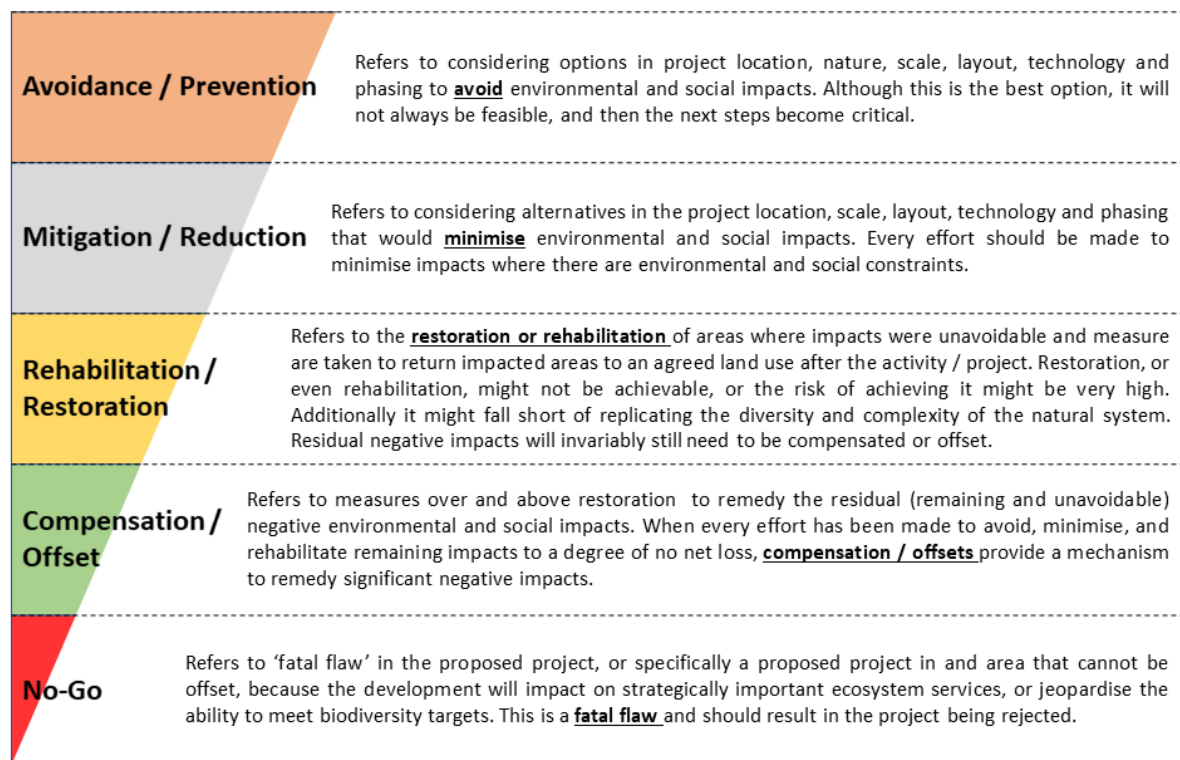 Avoidance / Prevention
Refers to considering options in project location, nature, scale, layout, technology and
phasing to avoid environmental and social impacts. Although this is the best option, it will
not always be feasible, and then the next steps become critical.
Mitigation / Reduction
Refers to considering alternatives in the project location, scale, layout, technology and phasing
that would minimise environmental and social impacts. Every effort should be made to
minimise impacts where there are environmental and social constraints.
Rehabilitation /
Restoration
Refers to the restoration or rehabilitation of areas where impacts were unavoidable and measure
are taken to return impacted areas to an agreed land use after the activity / project. Restoration, or
even rehabilitation, might not be achievable, or the risk of achieving it might be very high.
Additionally it might fall short of replicating the diversity and complexity of the natural system.
Residual negative impacts will invariably still need to be compensated or offset.
Compensation /
Offset
Refers to measures over and above restoration to remedy the residual (remaining and unavoidable)
negative environmental and social impacts. When every effort has been made to avoid, minimise, and
rehabilitate remaining impacts to a degree of no net loss, compensation / offsets provide a mechanism
to remedy significant negative impacts.
No-Go
Refers to ‘fatal flaw’ in the proposed project, or specifically a proposed project in and area that cannot be
offset, because the development will impact on strategically important ecosystem services, or jeopardise the
ability to meet biodiversity targets. This is a fatal flaw and should result in the project being rejected.